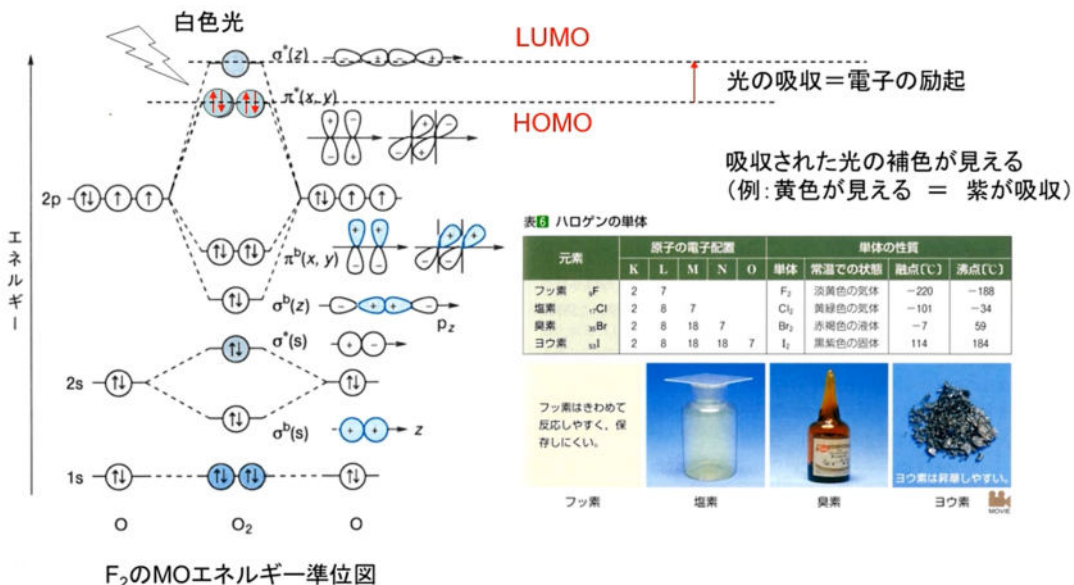 白色光
LUMO
σ*(z)
光の吸収=電子の励起
π*(x, y)
HOMO
吸収された光の補色が見える
(例:黄色が見える = 紫が吸収)
2p
エネルギー
π^b(x, y)
σ^b(z)
p_z
σ*(s)
2s
σ^b(s)
z
1s
O
O₂
O
F₂のMOエネルギー準位図
表6 ハロゲンの単体
元素 原子の電子配置 単体の性質
K L M N O 単体 常温での状態 融点[℃] 沸点[℃]
フッ素 ₉F 2 7 F₂ 淡黄色の気体 −220 −188
塩素 ₁₇Cl 2 8 7 Cl₂ 黄緑色の気体 −101 −34
臭素 ₃₅Br 2 8 18 7 Br₂ 赤褐色の液体 −7 59
ヨウ素 ₅₃I 2 8 18 18 7 I₂ 黒紫色の固体 114 184
フッ素はきわめて
反応しやすく、保
存しにくい。
ヨウ素は昇華しやすい。
フッ素 塩素 臭素 ヨウ素
MOVIE